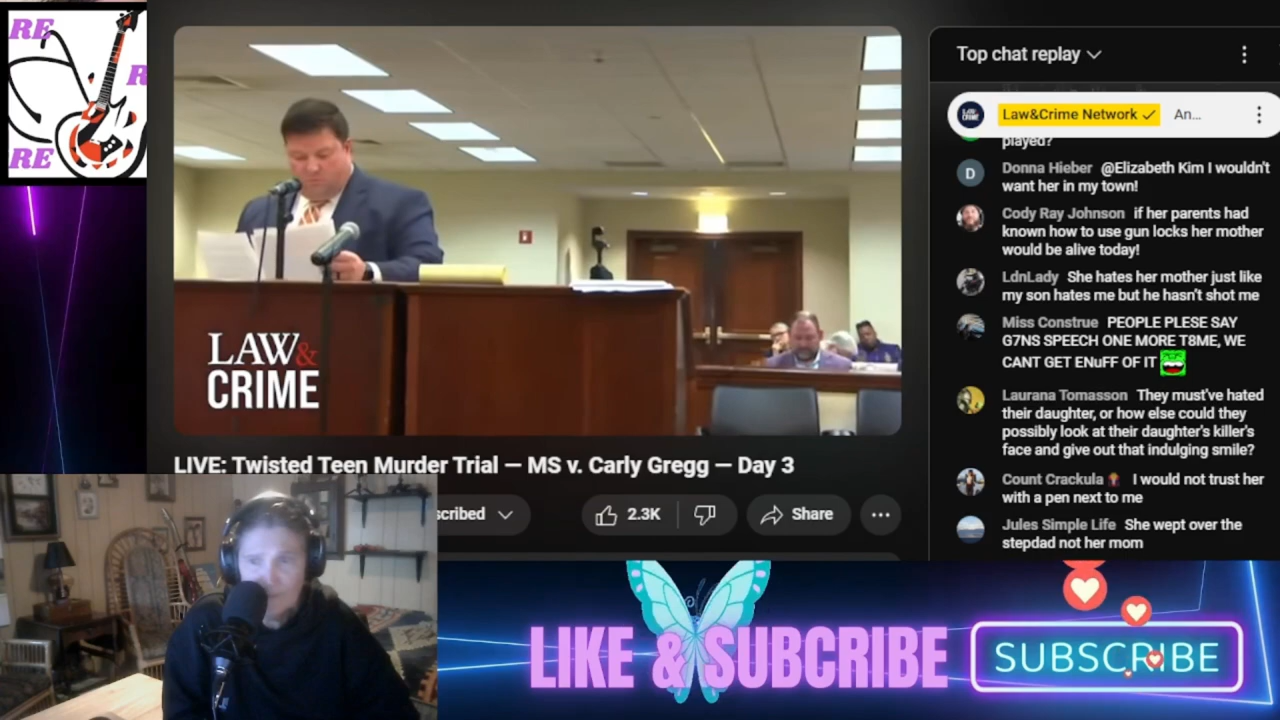 RE
R
RE
Top chat replay
Law&Crime Network An...
played?
D Donna Hieber @Elizabeth Kim I wouldn't
want her in my town!
Cody Ray Johnson if her parents had
known how to use gun locks her mother
would be alive today!
LdnLady She hates her mother just like
my son hates me but he hasn't shot me
Miss Construe PEOPLE PLESE SAY
G7NS SPEECH ONE MORE T8ME, WE
CANT GET ENuFF OF IT
Laurana Tomasson They must've hated
their daughter, or how else could they
possibly look at their daughter's killer's
face and give out that indulging smile?
Count Crackula I would not trust her
with a pen next to me
Jules Simple Life She wept over the
stepdad not her mom
LAW&
CRIME
LIVE: Twisted Teen Murder Trial — MS v. Carly Gregg — Day 3
scribed
2.3K
Share
LIKE & SUBCRIBE
SUBSCRIBE